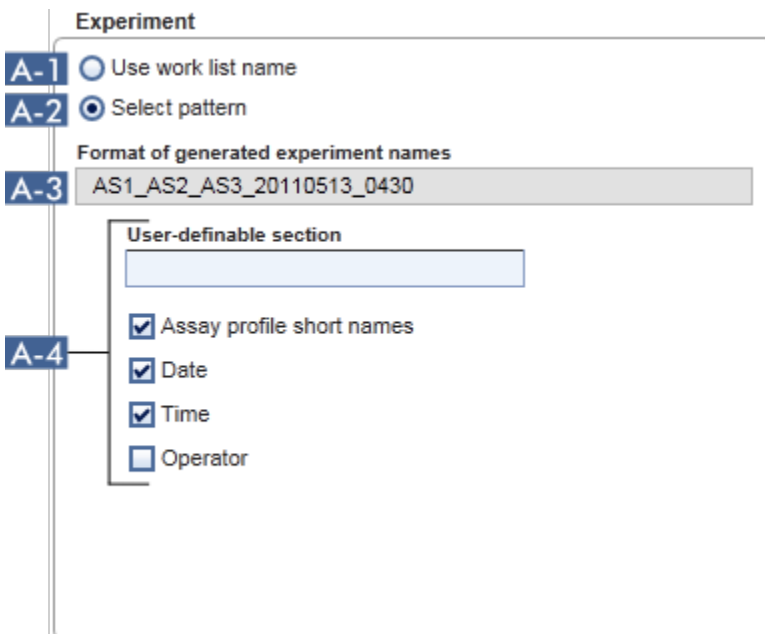 Experiment
A-1 Use work list name
A-2 Select pattern
Format of generated experiment names
A-3 AS1_AS2_AS3_20110513_0430
User-definable section
Assay profile short names
A-4
Date
Time
Operator